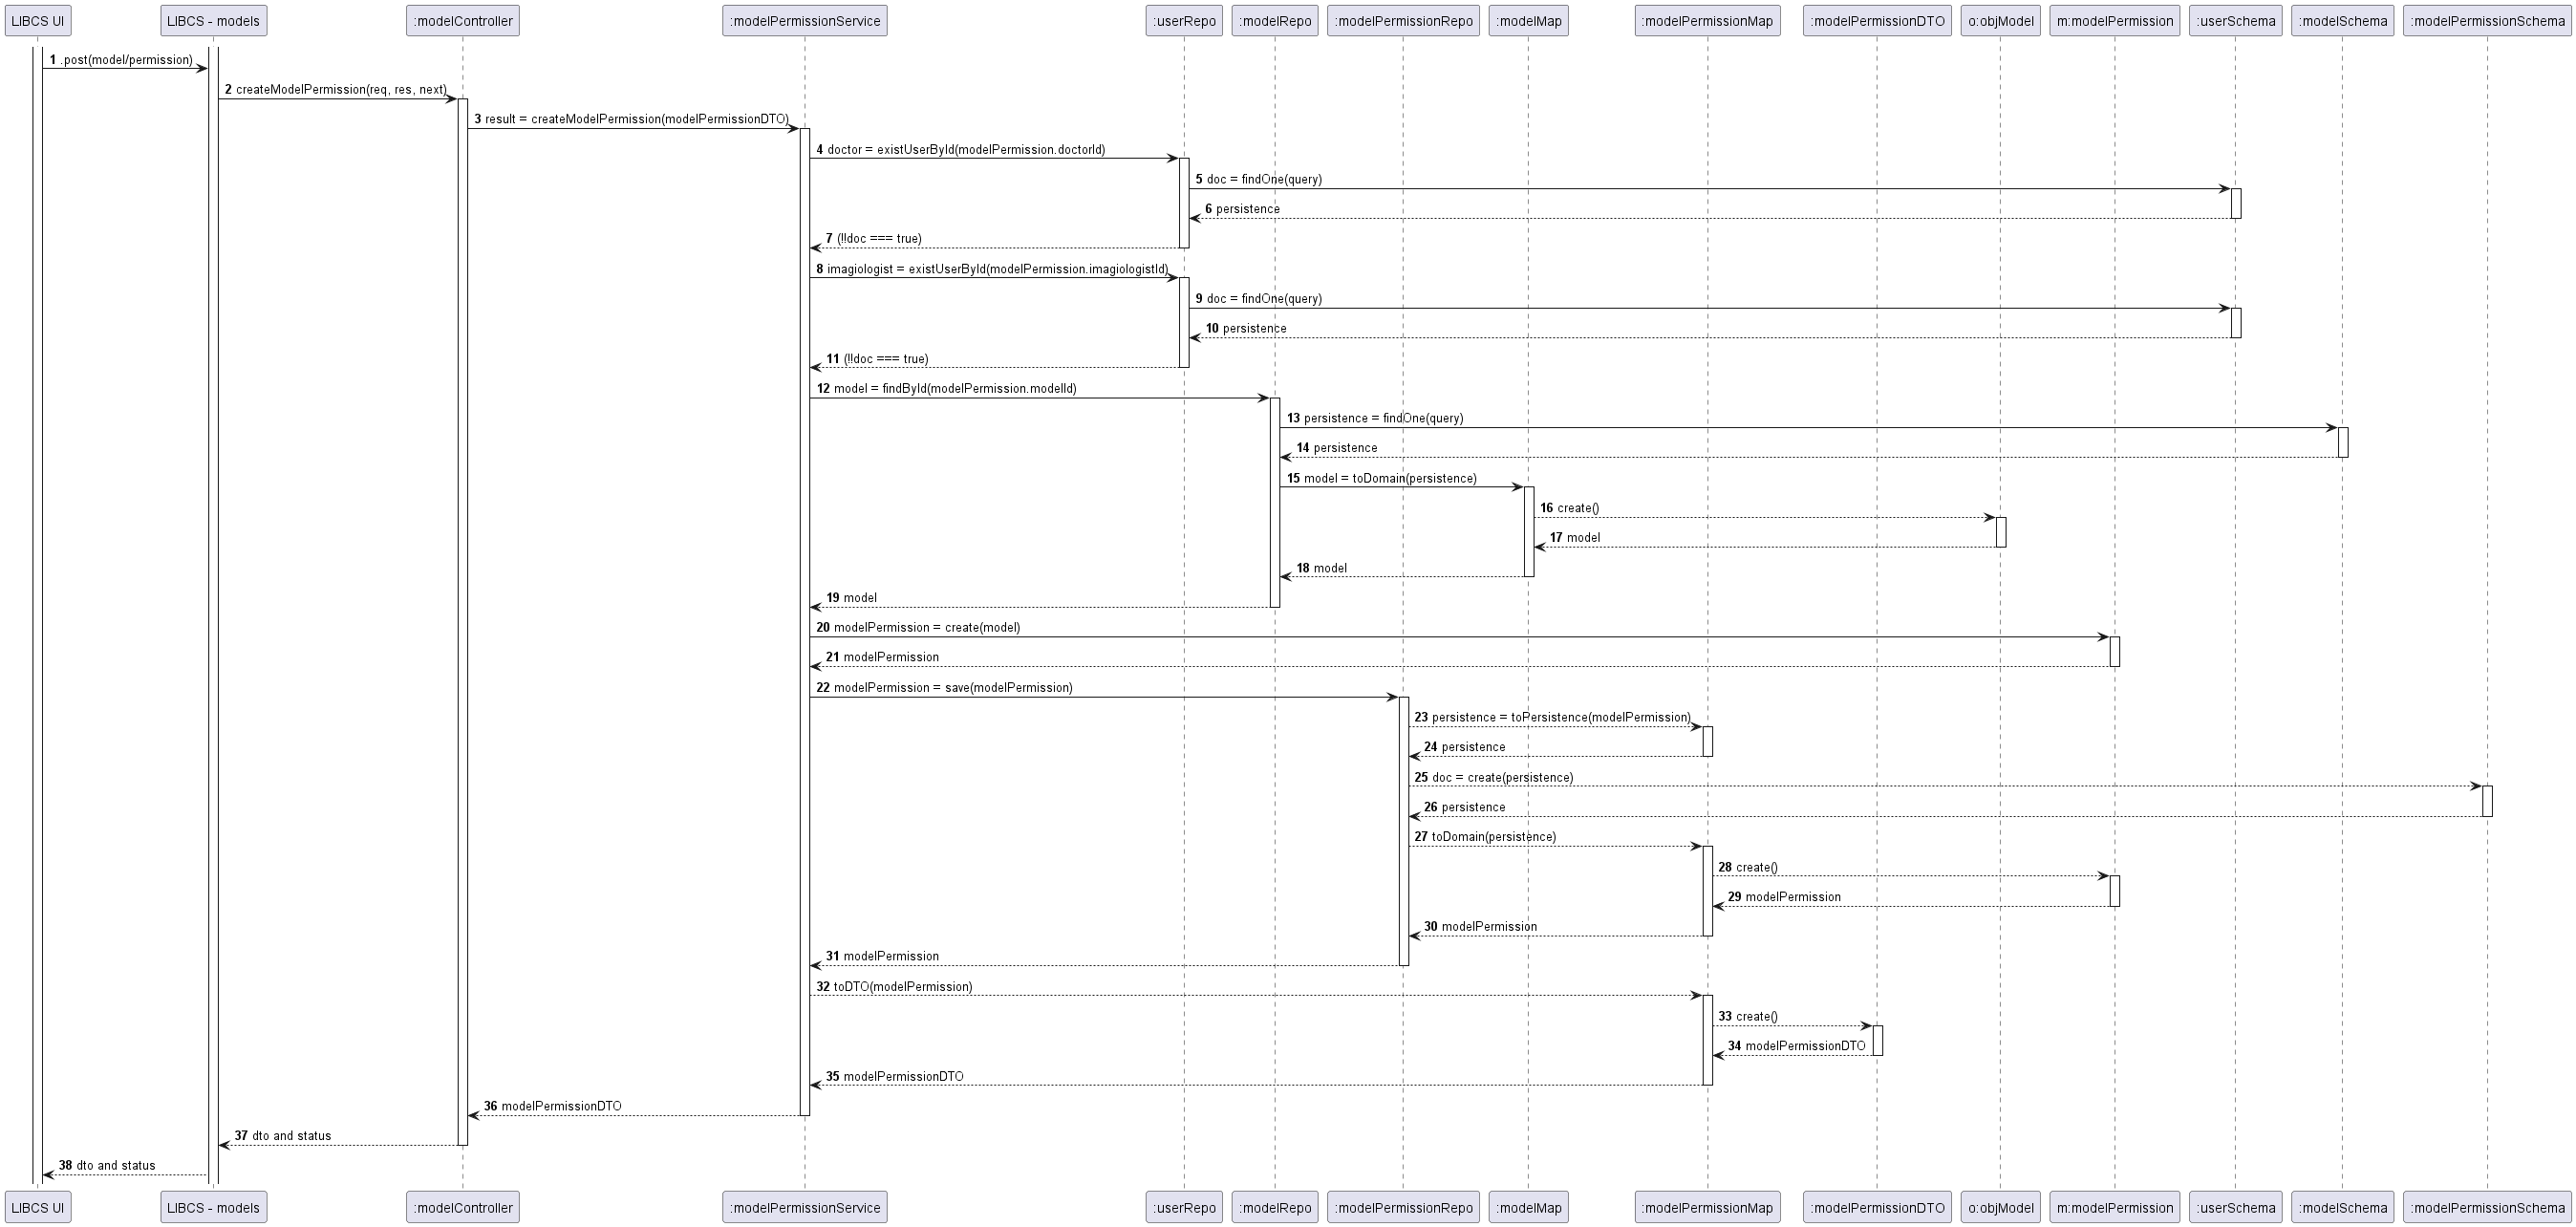 LIBCS UI
LIBCS - models
:modelController
:modelPermissionService
:userRepo
:modelRepo
:modelPermissionRepo
:modelMap
:modelPermissionMap
:modelPermissionDTO
o:objModel
m:modelPermission
:userSchema
:modelSchema
:modelPermissionSchema
1 .post(model/permission)
2 createModelPermission(req, res, next)
3 result = createModelPermission(modelPermissionDTO)
4 doctor = existUserById(modelPermission.doctorId)
5 doc = findOne(query)
6 persistence
7 (!!doc === true)
8 imagiologist = existUserById(modelPermission.imagiologistId)
9 doc = findOne(query)
10 persistence
11 (!!doc === true)
12 model = findById(modelPermission.modelId)
13 persistence = findOne(query)
14 persistence
15 model = toDomain(persistence)
16 create()
17 model
18 model
19 model
20 modelPermission = create(model)
21 modelPermission
22 modelPermission = save(modelPermission)
23 persistence = toPersistence(modelPermission)
24 persistence
25 doc = create(persistence)
26 persistence
27 toDomain(persistence)
28 create()
29 modelPermission
30 modelPermission
31 modelPermission
32 toDTO(modelPermission)
33 create()
34 modelPermissionDTO
35 modelPermissionDTO
36 modelPermissionDTO
37 dto and status
38 dto and status
LIBCS UI
LIBCS - models
:modelController
:modelPermissionService
:userRepo
:modelRepo
:modelPermissionRepo
:modelMap
:modelPermissionMap
:modelPermissionDTO
o:objModel
m:modelPermission
:userSchema
:modelSchema
:modelPermissionSchema